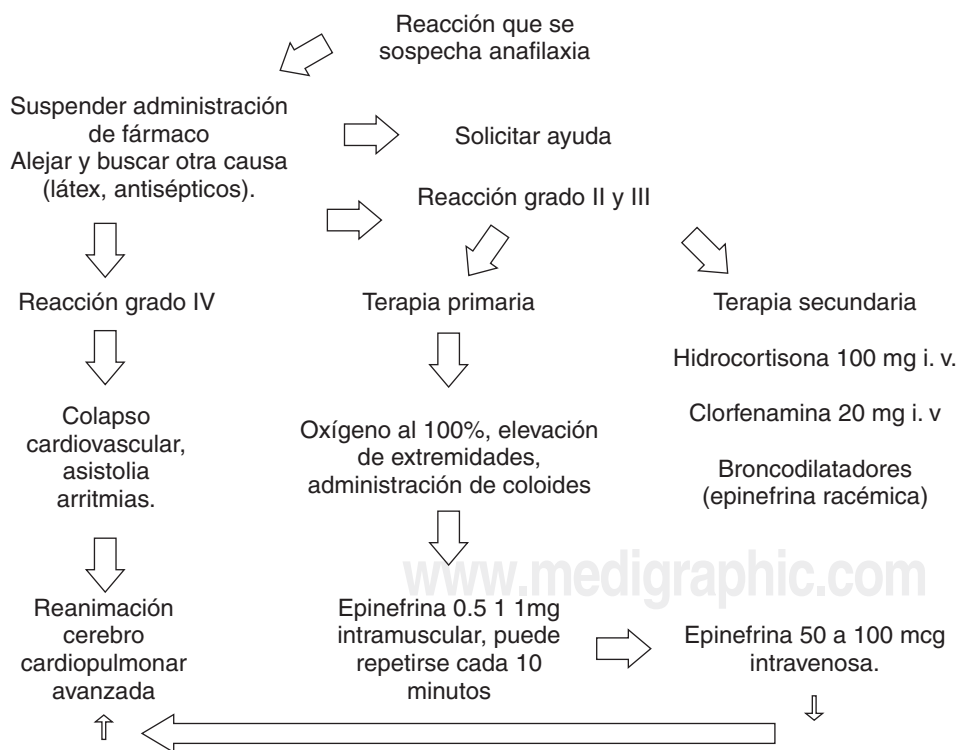 Reacción que se
sospecha anafilaxia
Suspender administración
de fármaco
Alejar y buscar otra causa
(látex, antisépticos).
Solicitar ayuda
Reacción grado II y III
Reacción grado IV
Terapia primaria
Terapia secundaria
Hidrocortisona 100 mg i. v.
Clorfenamina 20 mg i. v
Broncodilatadores
(epinefrina racémica)
Colapso
cardiovascular,
asistolia
arritmias.
Oxígeno al 100%, elevación
de extremidades,
administración de coloides
www.medigraphic.com
Reanimación
cerebro
cardiopulmonar
avanzada
Epinefrina 0.5 1 1mg
intramuscular, puede
repetirse cada 10
minutos
Epinefrina 50 a 100 mcg
intravenosa.